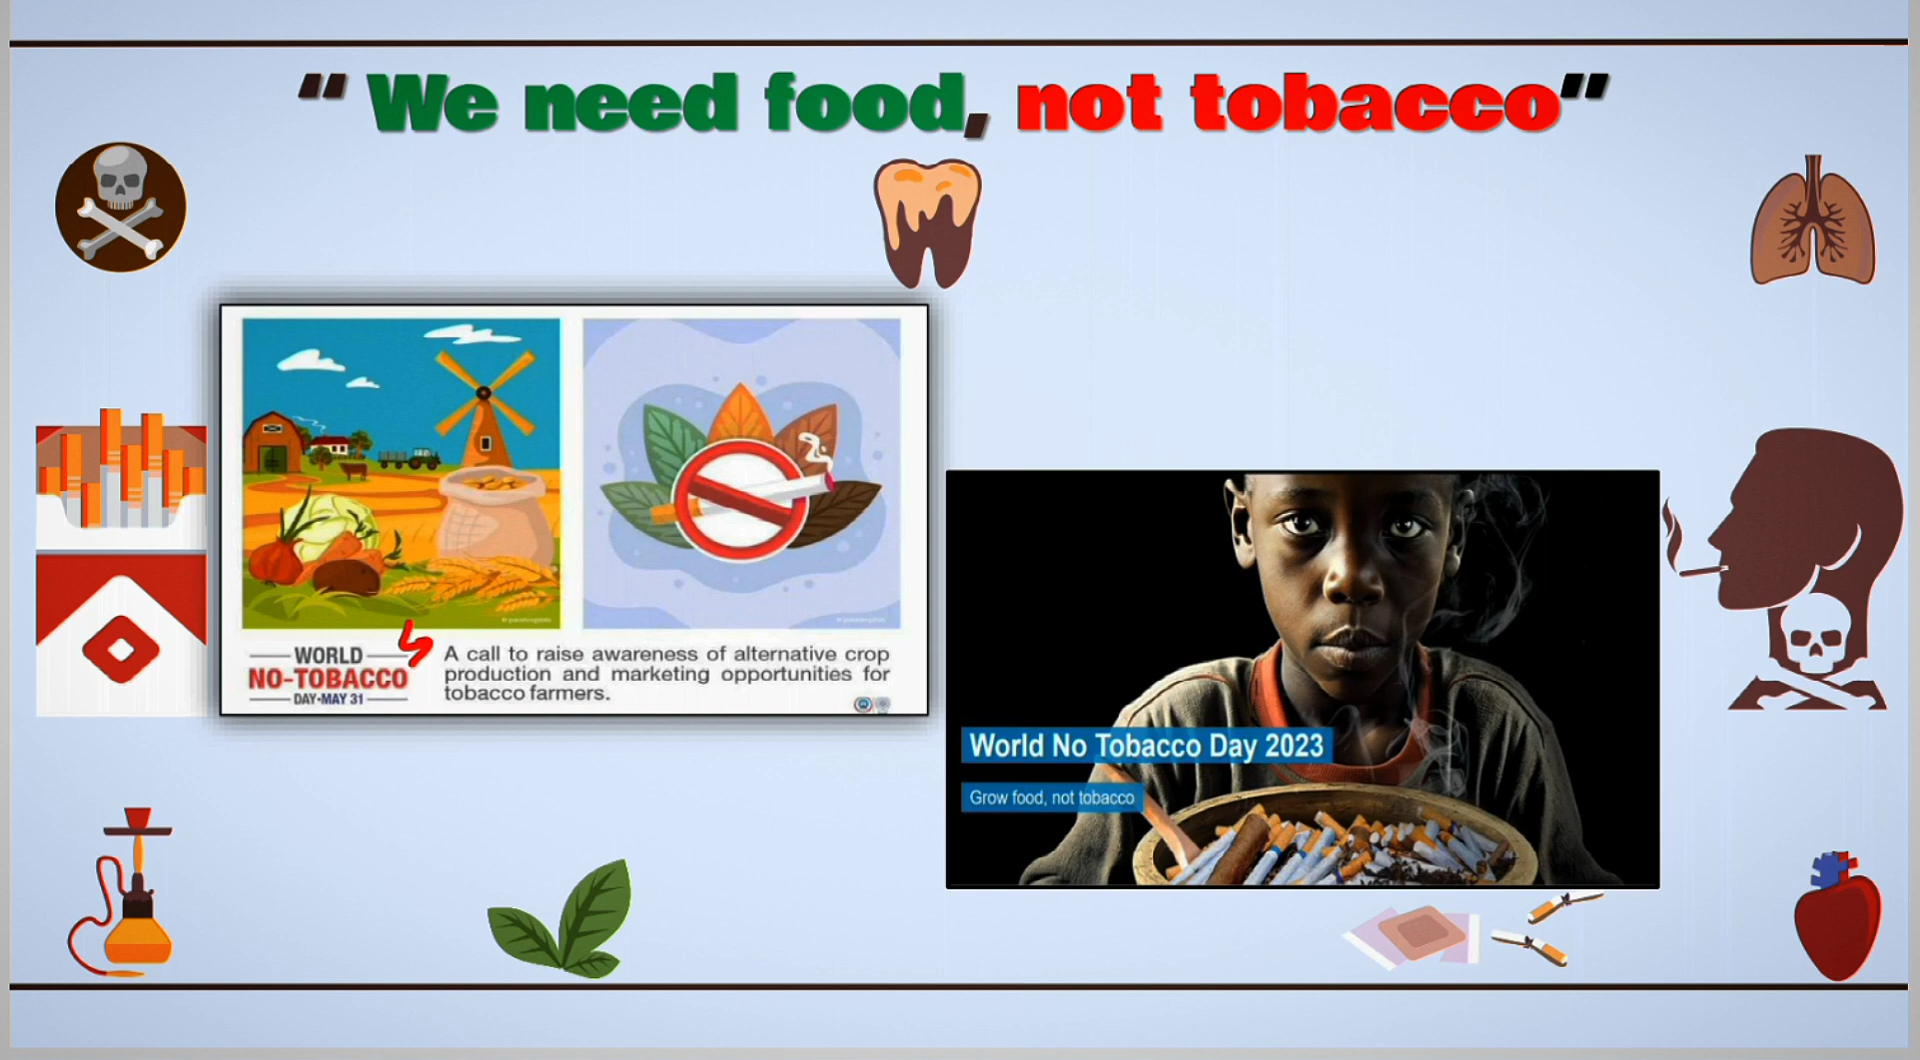 “ We need food, not tobacco”
WORLD
NO-TOBACCO
DAY•MAY 31
A call to raise awareness of alternative crop
production and marketing opportunities for
tobacco farmers.
World No Tobacco Day 2023
Grow food, not tobacco